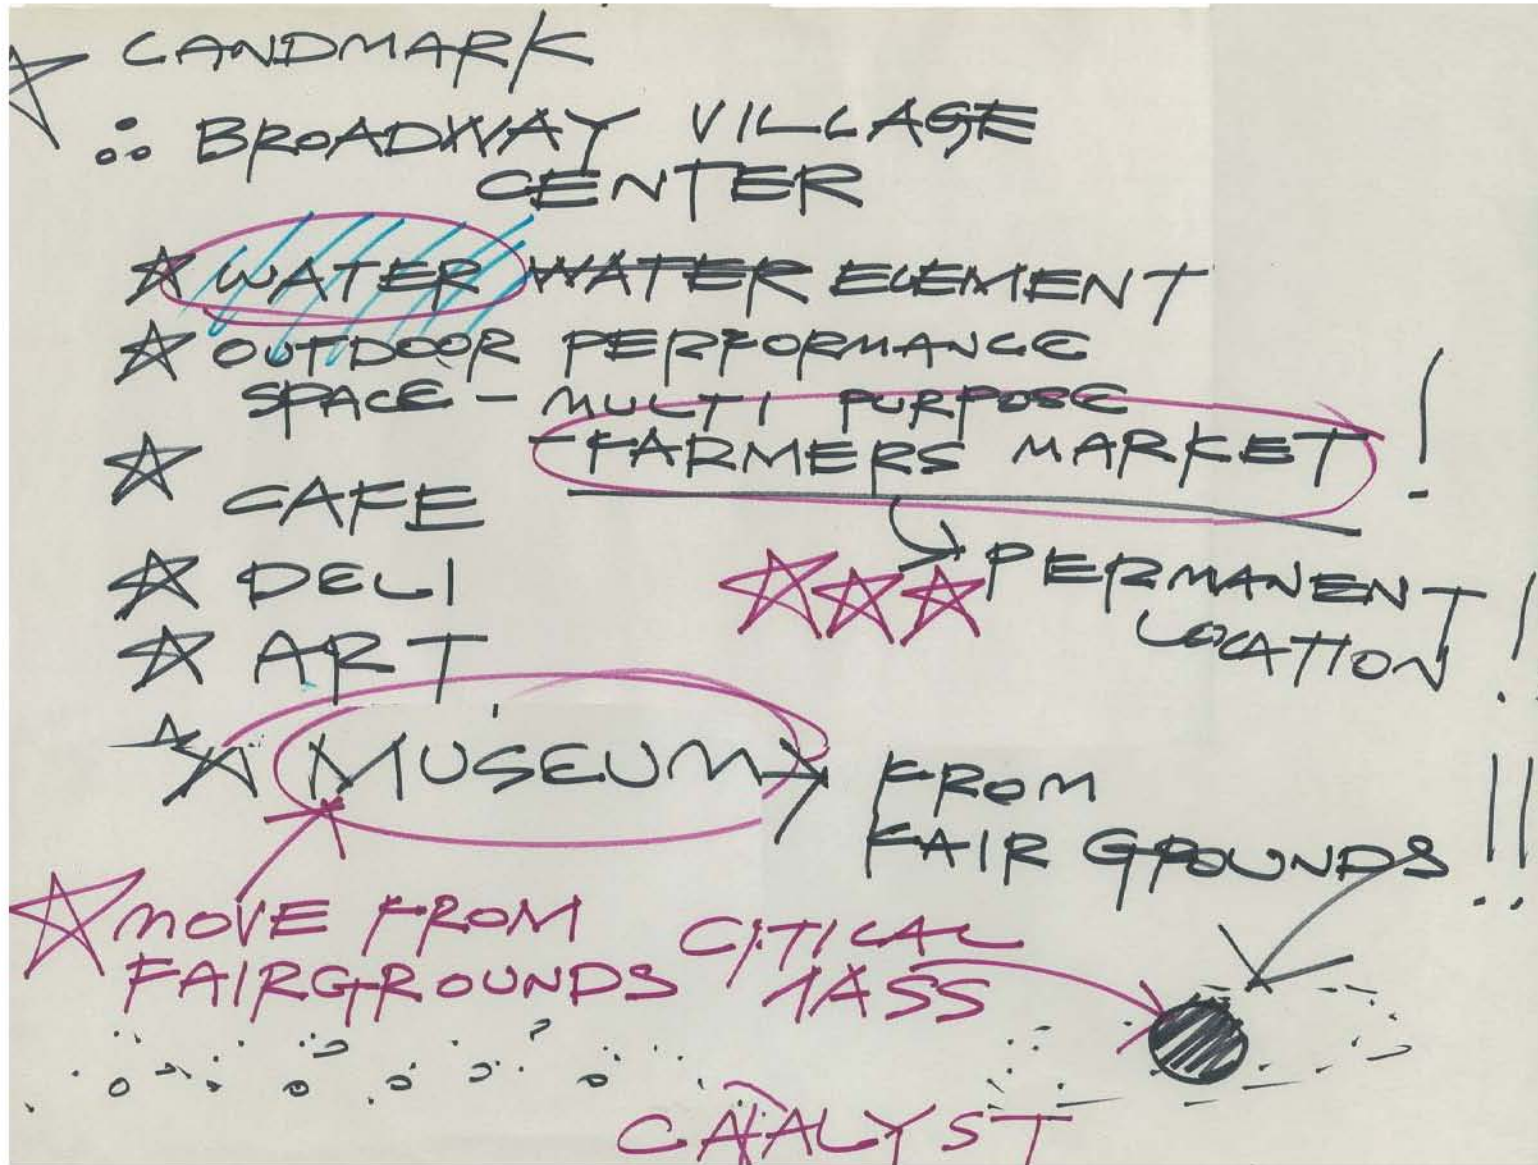 LANDMARK
∴ BROADWAY VILLAGE
CENTER
☆ WATER WATER ELEMENT
☆ OUTDOOR PERFORMANCE
SPACE - MULTI PURPOSE
- FARMERS MARKET !
☆ CAFE
→ PERMANENT
LOCATION !
☆ DELI
☆ ART
☆ MUSEUM → FROM
FAIR GROUNDS !!
☆ MOVE FROM
FAIRGROUNDS
CITICAL
MASS
CATALYST